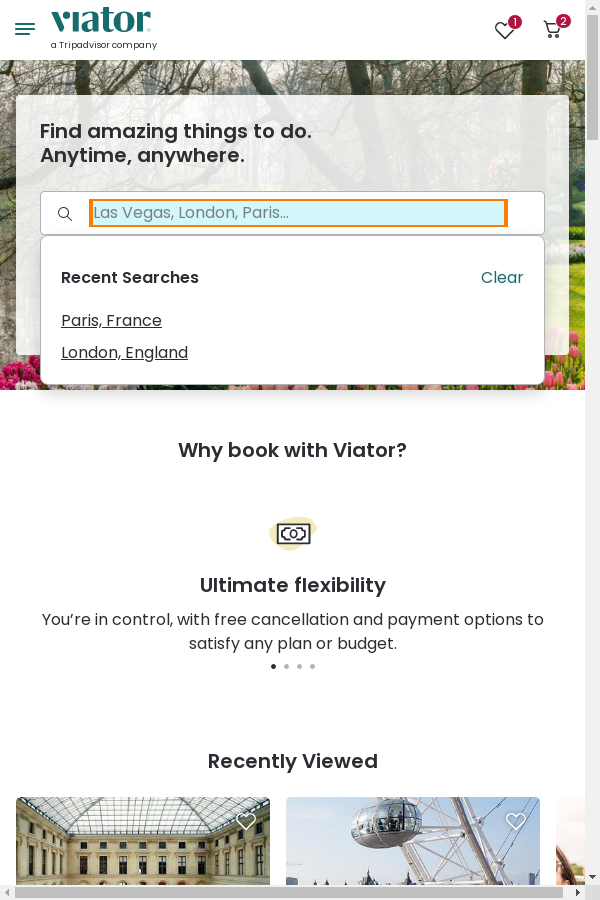 viator
a Tripadvisor company
1
2
Find amazing things to do.
Anytime, anywhere.
Las Vegas, London, Paris...
Recent Searches
Clear
Paris, France
London, England
Why book with Viator?
Ultimate flexibility
You’re in control, with free cancellation and payment options to
satisfy any plan or budget.
Recently Viewed